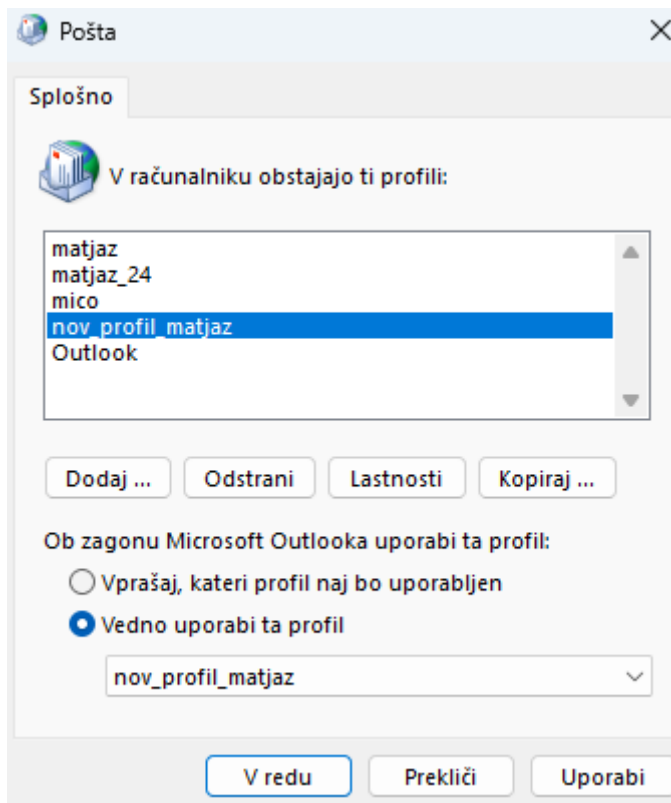 Pošta
Splošno
V računalniku obstajajo ti profili:
matjaz
matjaz_24
mico
nov_profil_matjaz
Outlook
Dodaj ... Odstrani Lastnosti Kopiraj ...
Ob zagonu Microsoft Outlooka uporabi ta profil:
Vprašaj, kateri profil naj bo uporabljen
Vedno uporabi ta profil
nov_profil_matjaz
V redu Prekliči Uporabi